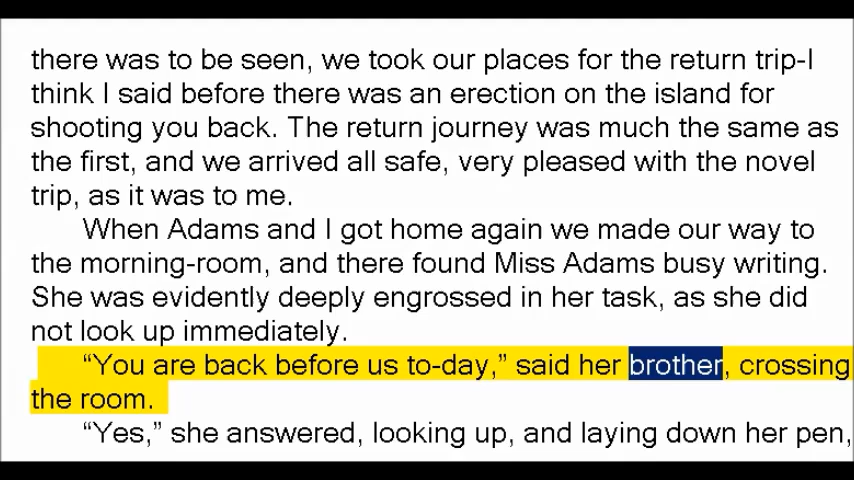 there was to be seen, we took our places for the return trip-I
think I said before there was an erection on the island for
shooting you back. The return journey was much the same as
the first, and we arrived all safe, very pleased with the novel
trip, as it was to me.
When Adams and I got home again we made our way to
the morning-room, and there found Miss Adams busy writing.
She was evidently deeply engrossed in her task, as she did
not look up immediately.
“You are back before us to-day,” said her brother, crossing
the room.
“Yes,” she answered, looking up, and laying down her pen,